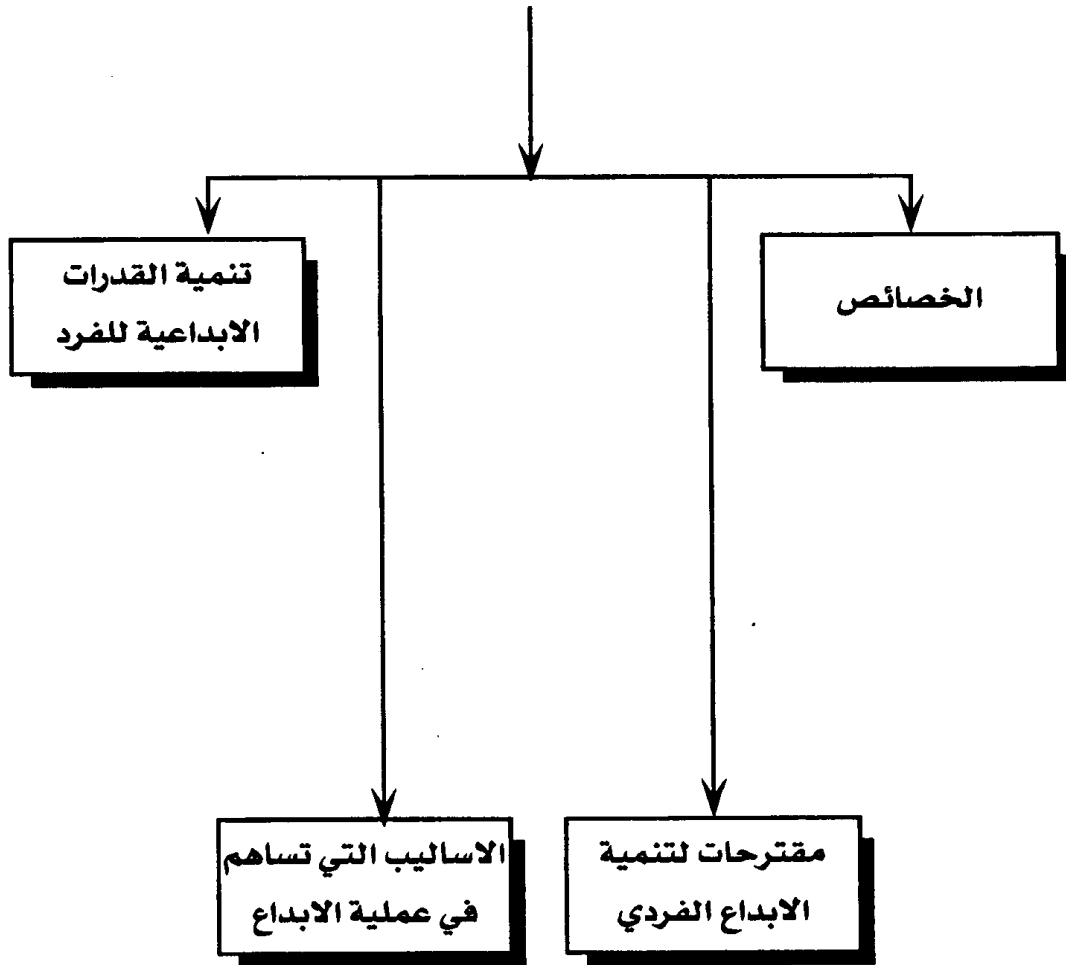 الخصائص
تنمية القدرات
الابداعية للفرد
مقترحات لتنمية
الابداع الفردي
الاساليب التي تساهم
في عملية الابداع